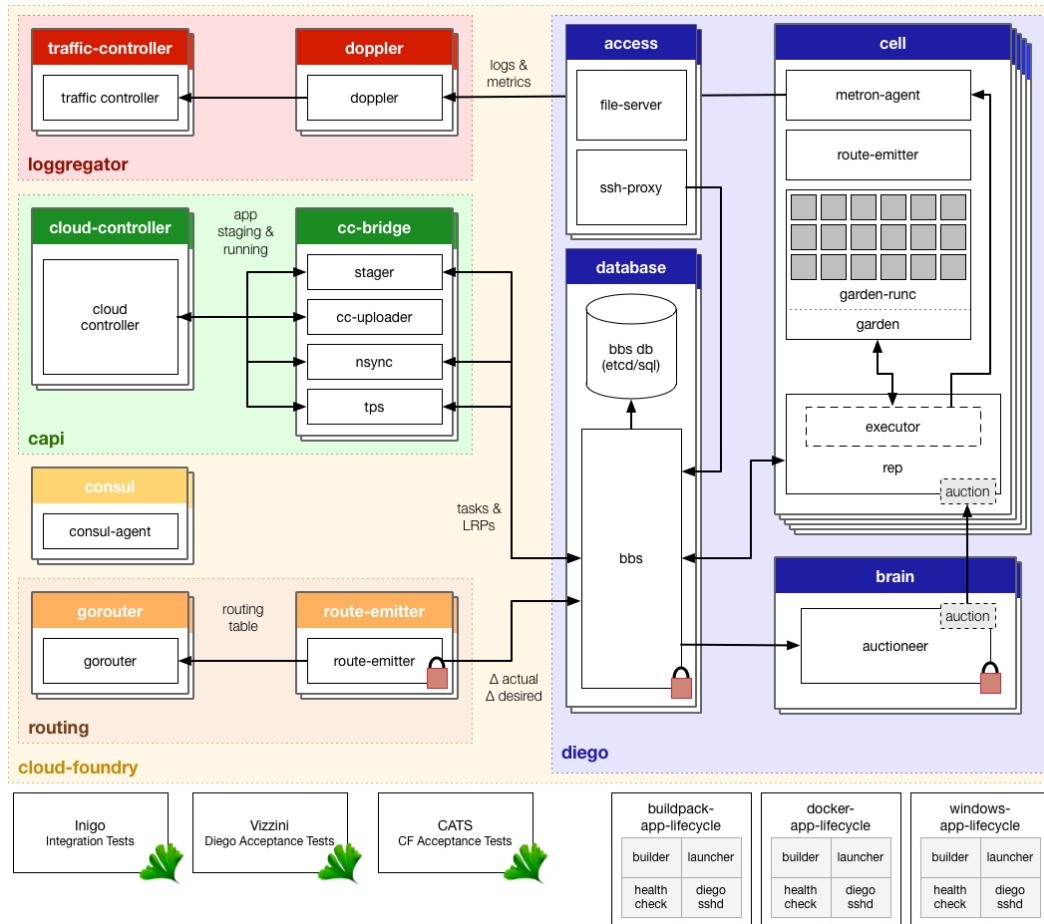 traffic-controller
traffic controller
doppler
doppler
logs &
metrics
loggregator
cloud-controller
cloud
controller
app
staging &
running
cc-bridge
stager
cc-uploader
nsync
tps
capi
consul
consul-agent
tasks &
LRPs
gorouter
gorouter
routing
table
route-emitter
route-emitter
Δ actual
Δ desired
routing
cloud-foundry
access
file-server
ssh-proxy
database
bbs db
(etcd/sql)
bbs
cell
metron-agent
route-emitter
garden-runc
garden
executor
rep
auction
brain
auction
auctioneer
diego
Inigo
Integration Tests
Vizzini
Diego Acceptance Tests
CATS
CF Acceptance Tests
buildpack-
app-lifecycle
builder
launcher
health
check
diego
sshd
docker-
app-lifecycle
builder
launcher
health
check
diego
sshd
windows-
app-lifecycle
builder
launcher
health
check
diego
sshd